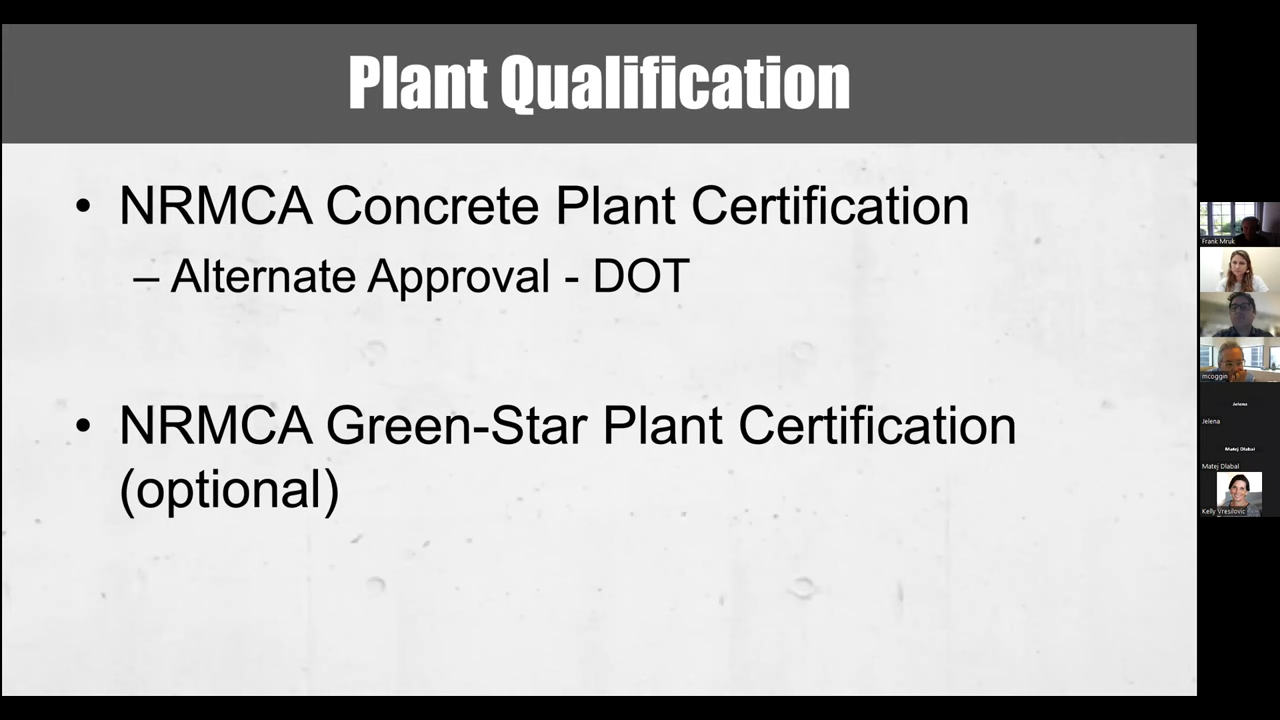 Plant Qualification
• NRMCA Concrete Plant Certification
– Alternate Approval - DOT
• NRMCA Green-Star Plant Certification
(optional)
Frank Mruk
mcoggin
Jelena
Jelena
Matej Dlabal
Matej Dlabal
Kelly Vresilovic